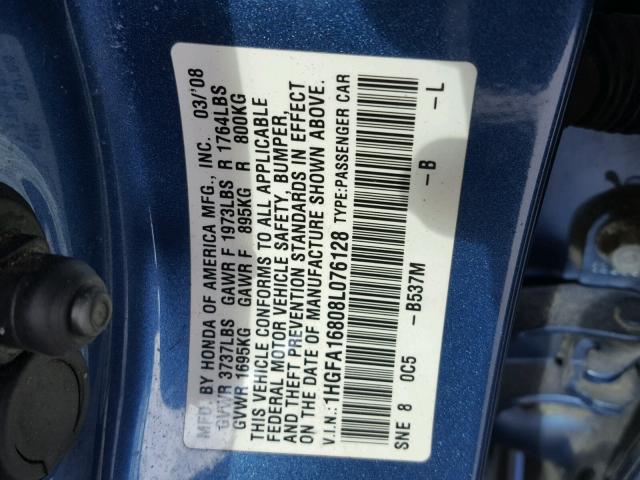 MFD. BY HONDA OF AMERICA MFG., INC. 03/'08
GVWR 3737LBS GAWR F 1973LBS R 1764LBS
GVWR 1695KG GAWR F 895KG R 800KG
THIS VEHICLE CONFORMS TO ALL APPLICABLE
FEDERAL MOTOR VEHICLE SAFETY, BUMPER,
AND THEFT PREVENTION STANDARDS IN EFFECT
ON THE DATE OF MANUFACTURE SHOWN ABOVE.
V.I.N.: 1HGFA16808L076128 TYPE:PASSENGER CAR
SNE 8 0C5 -B537M -B -L